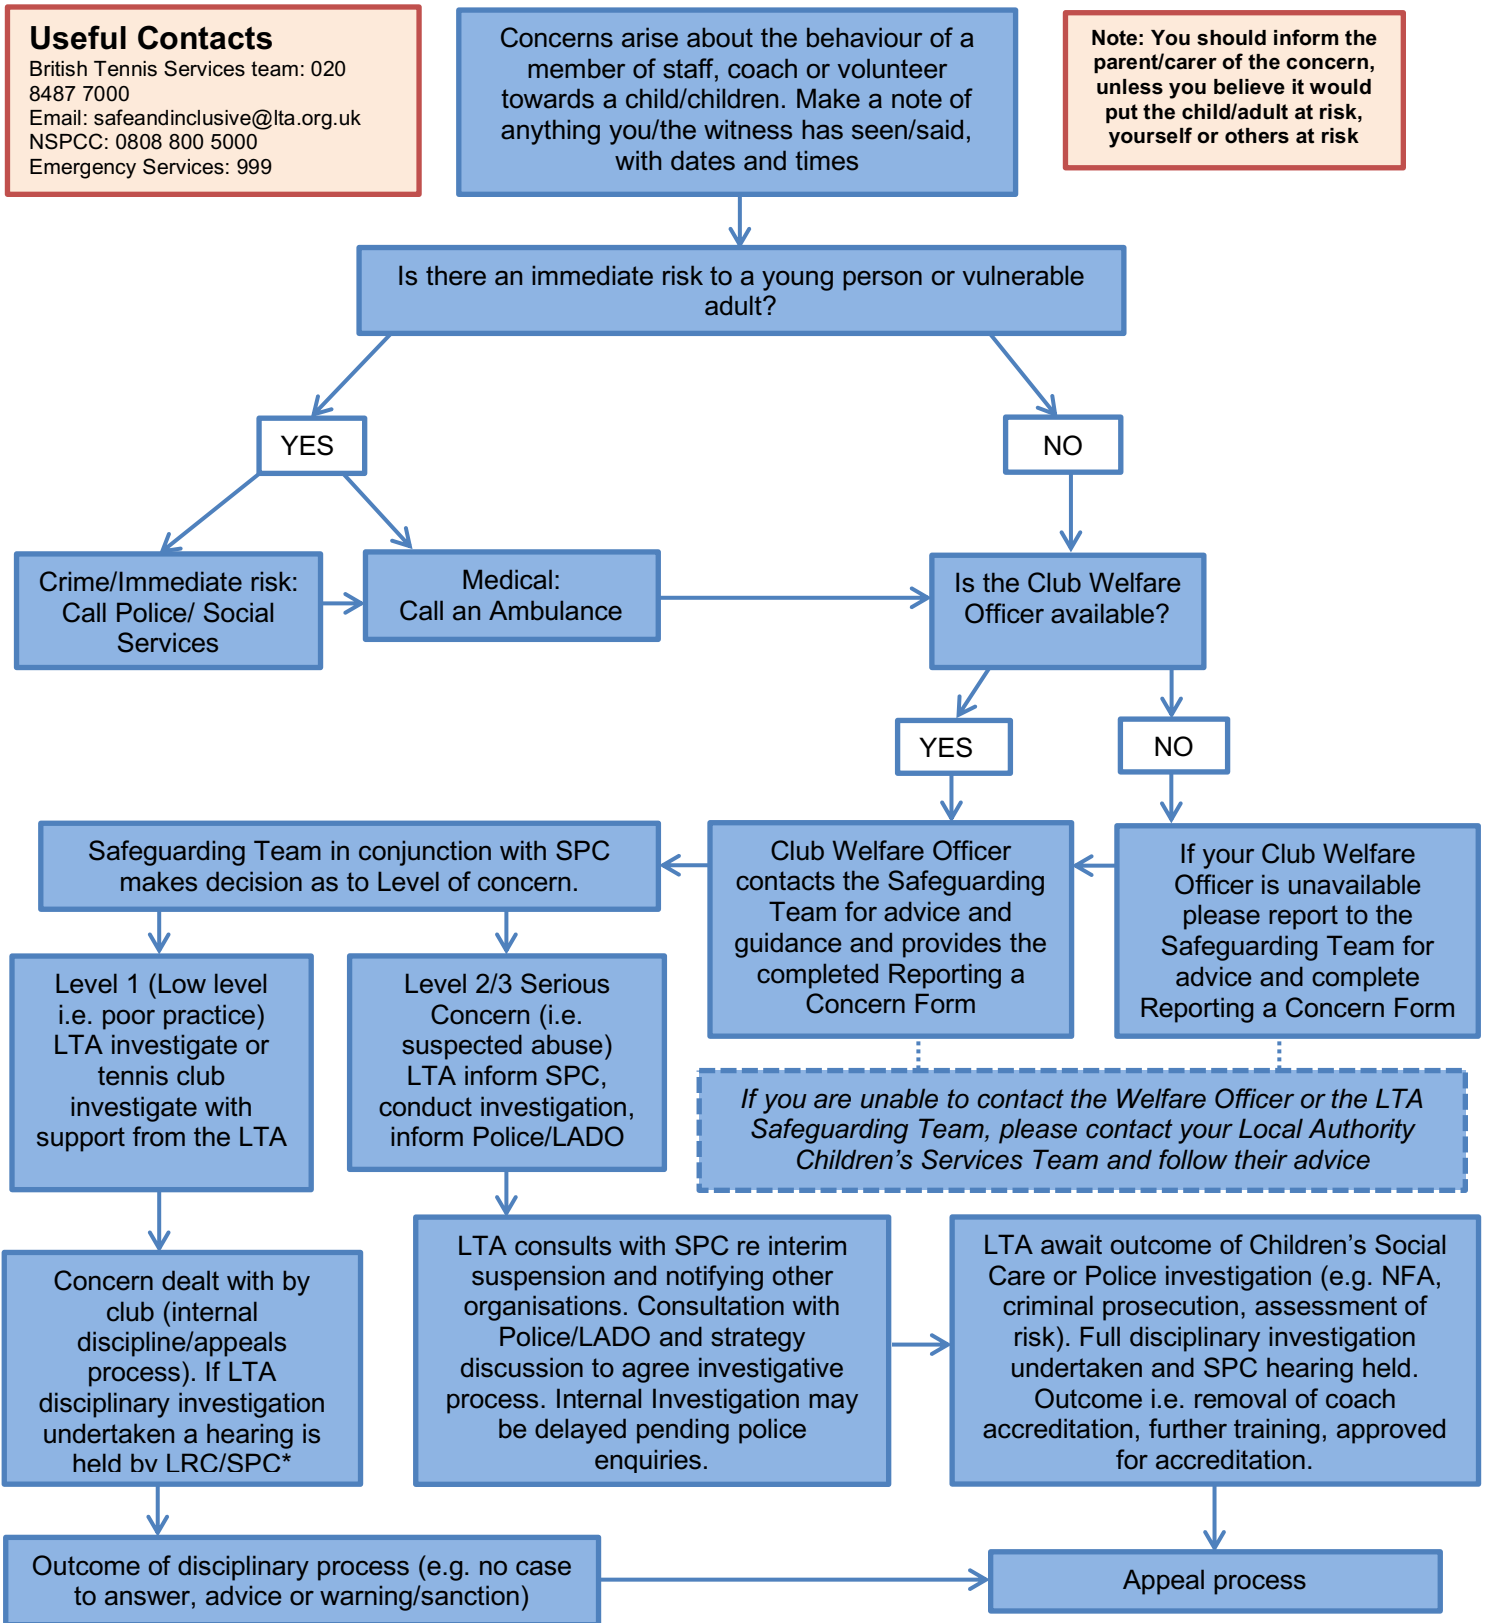 Useful Contacts
British Tennis Services team: 020
8487 7000
Email: safeandinclusive@lta.org.uk
NSPCC: 0808 800 5000
Emergency Services: 999
Concerns arise about the behaviour of a
member of staff, coach or volunteer
towards a child/children. Make a note of
anything you/the witness has seen/said,
with dates and times
Note: You should inform the
parent/carer of the concern,
unless you believe it would
put the child/adult at risk,
yourself or others at risk
Is there an immediate risk to a young person or vulnerable
adult?
YES
NO
Crime/Immediate risk:
Call Police/ Social
Services
Medical:
Call an Ambulance
Is the Club Welfare
Officer available?
YES
NO
Safeguarding Team in conjunction with SPC
makes decision as to Level of concern.
Club Welfare Officer
contacts the Safeguarding
Team for advice and
guidance and provides the
completed Reporting a
Concern Form
If your Club Welfare
Officer is unavailable
please report to the
Safeguarding Team for
advice and complete
Reporting a Concern Form
Level 1 (Low level
i.e. poor practice)
LTA investigate or
tennis club
investigate with
support from the LTA
Level 2/3 Serious
Concern (i.e.
suspected abuse)
LTA inform SPC,
conduct investigation,
inform Police/LADO
If you are unable to contact the Welfare Officer or the LTA
Safeguarding Team, please contact your Local Authority
Children’s Services Team and follow their advice
Concern dealt with by
club (internal
discipline/appeals
process). If LTA
disciplinary investigation
undertaken a hearing is
held by LRC/SPC*
LTA consults with SPC re interim
suspension and notifying other
organisations. Consultation with
Police/LADO and strategy
discussion to agree investigative
process. Internal Investigation may
be delayed pending police
enquiries.
LTA await outcome of Children’s Social
Care or Police investigation (e.g. NFA,
criminal prosecution, assessment of
risk). Full disciplinary investigation
undertaken and SPC hearing held.
Outcome i.e. removal of coach
accreditation, further training, approved
for accreditation.
Outcome of disciplinary process (e.g. no case
to answer, advice or warning/sanction)
Appeal process